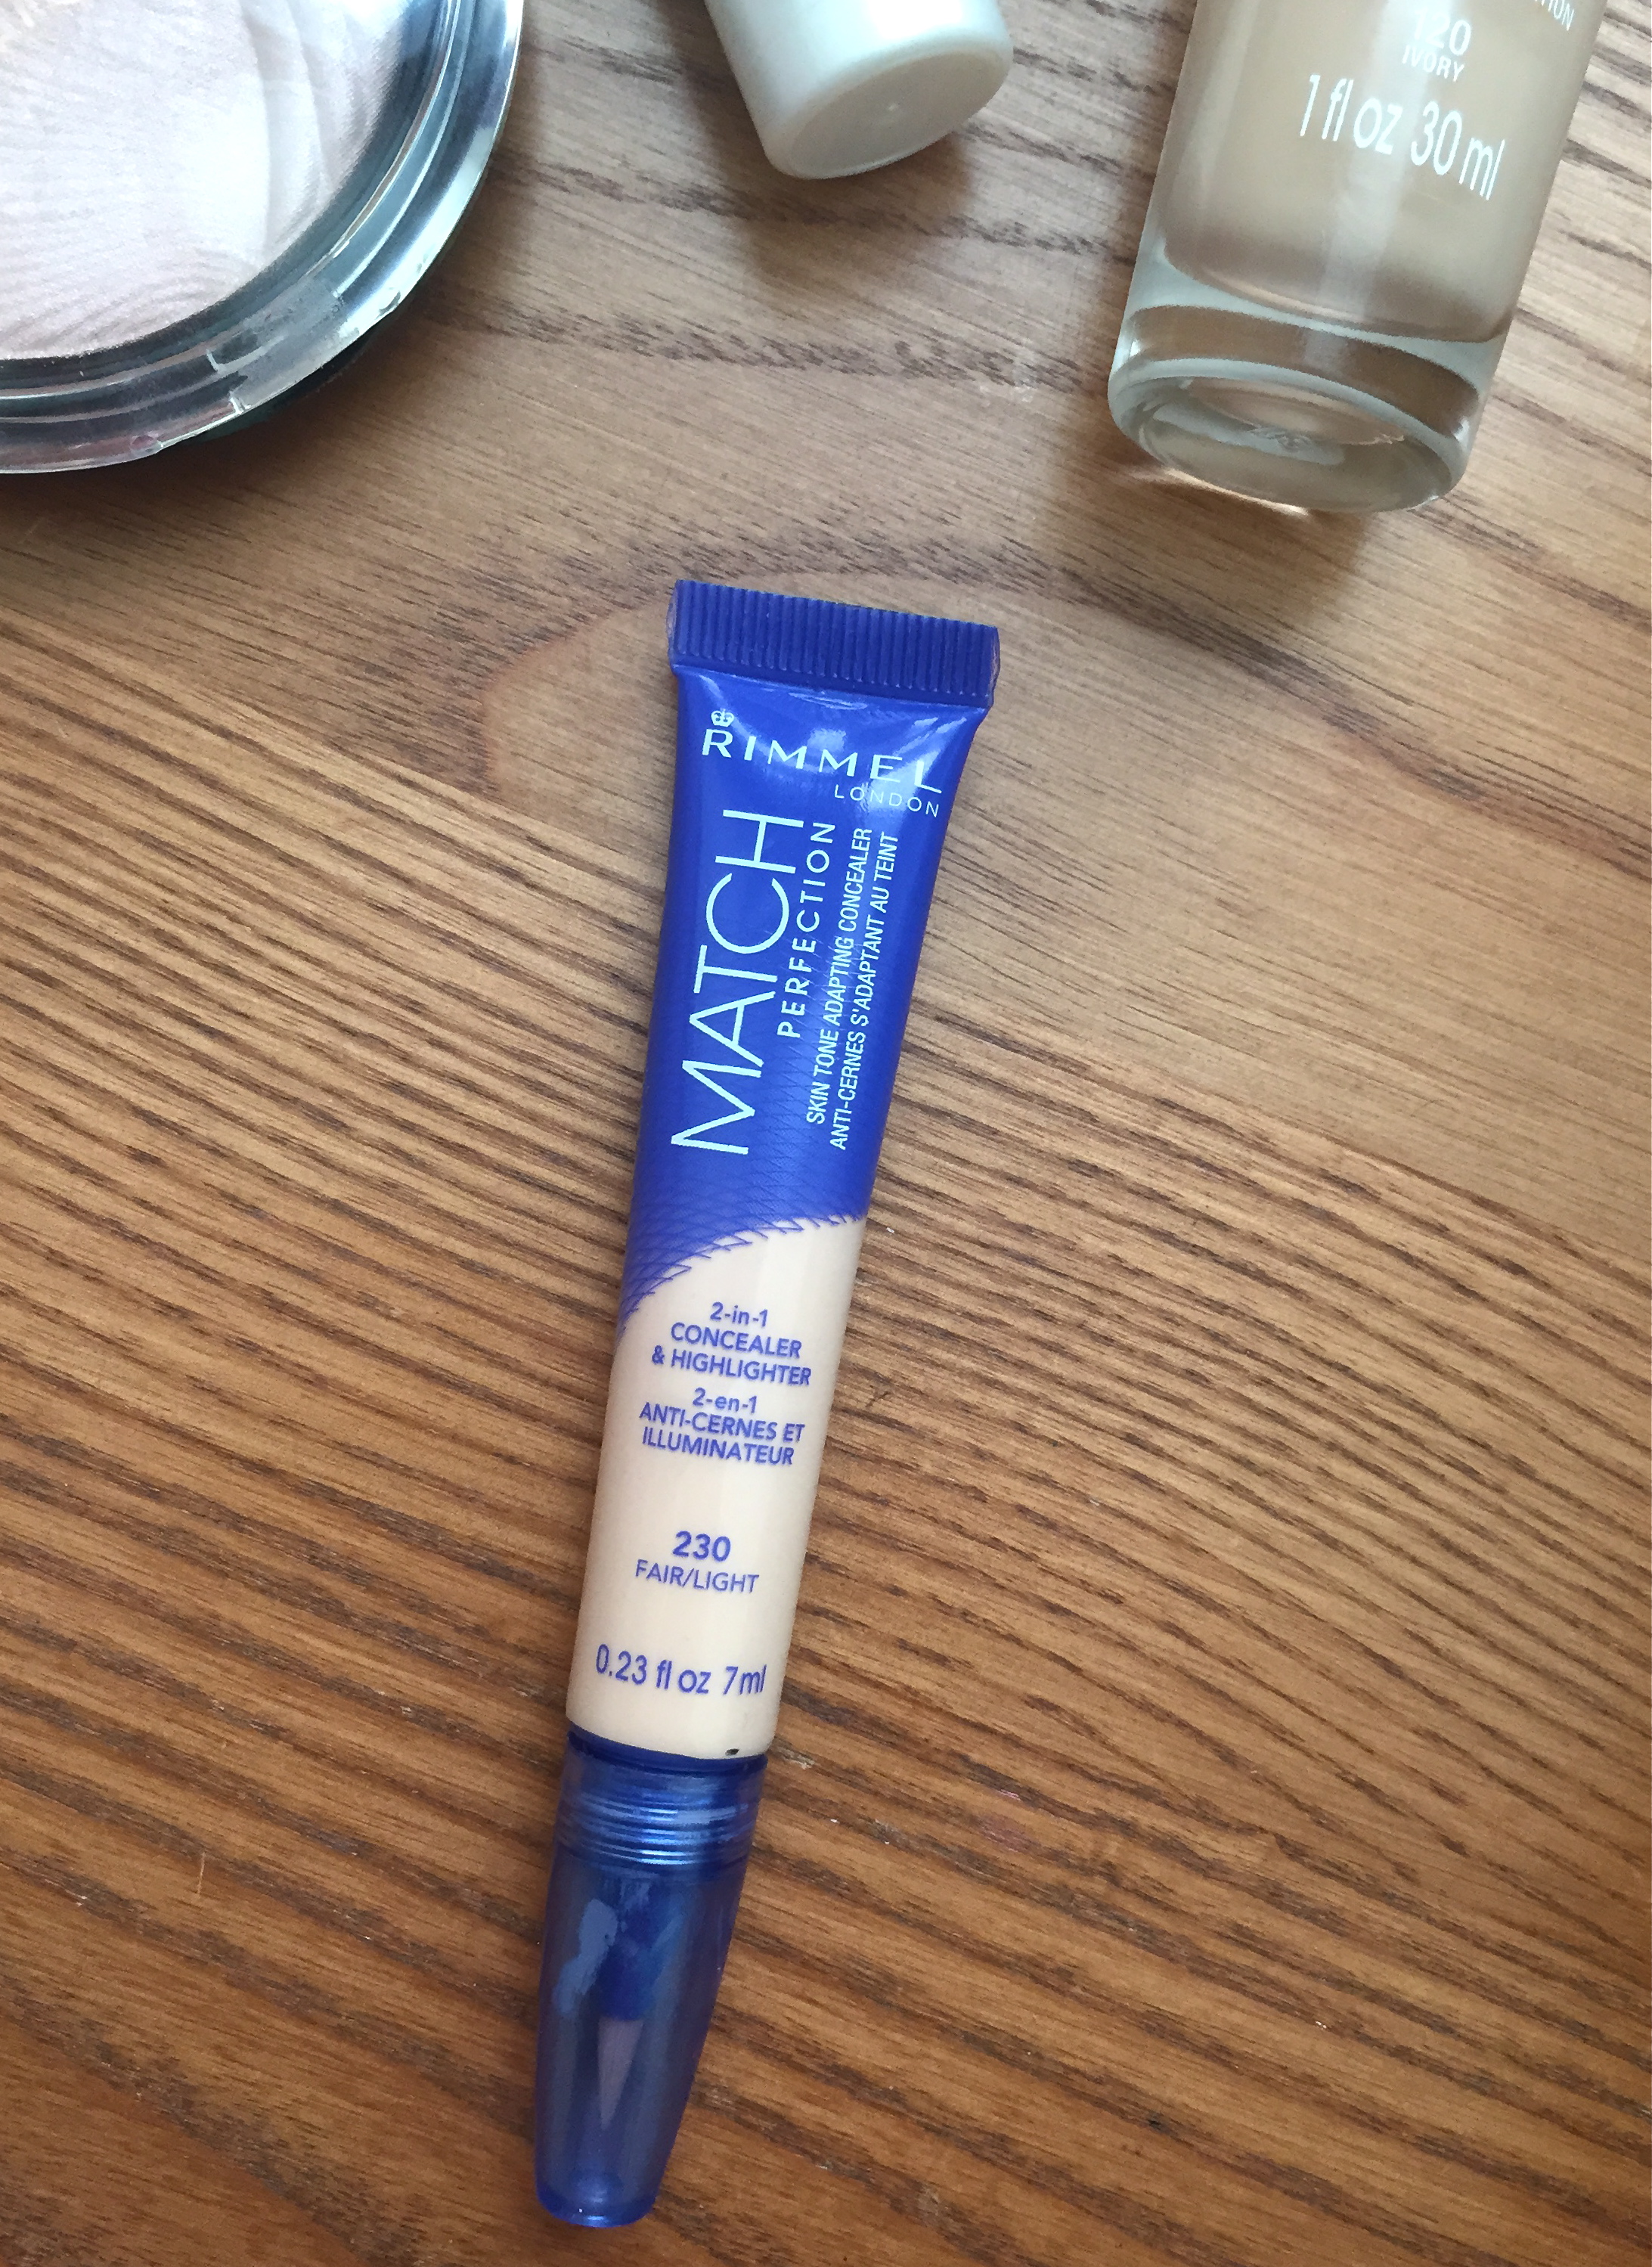 120
IVORY
1 fl oz 30 ml
RIMMEL
LONDON
MATCH
PERFECTION
SKIN TONE ADAPTING CONCEALER
ANTI-CERNES S'ADAPTANT AU TEINT
2-in-1
CONCEALER
& HIGHLIGHTER
2-en-1
ANTI-CERNES ET
ILLUMINATEUR
230
FAIR/LIGHT
0.23 fl oz 7ml